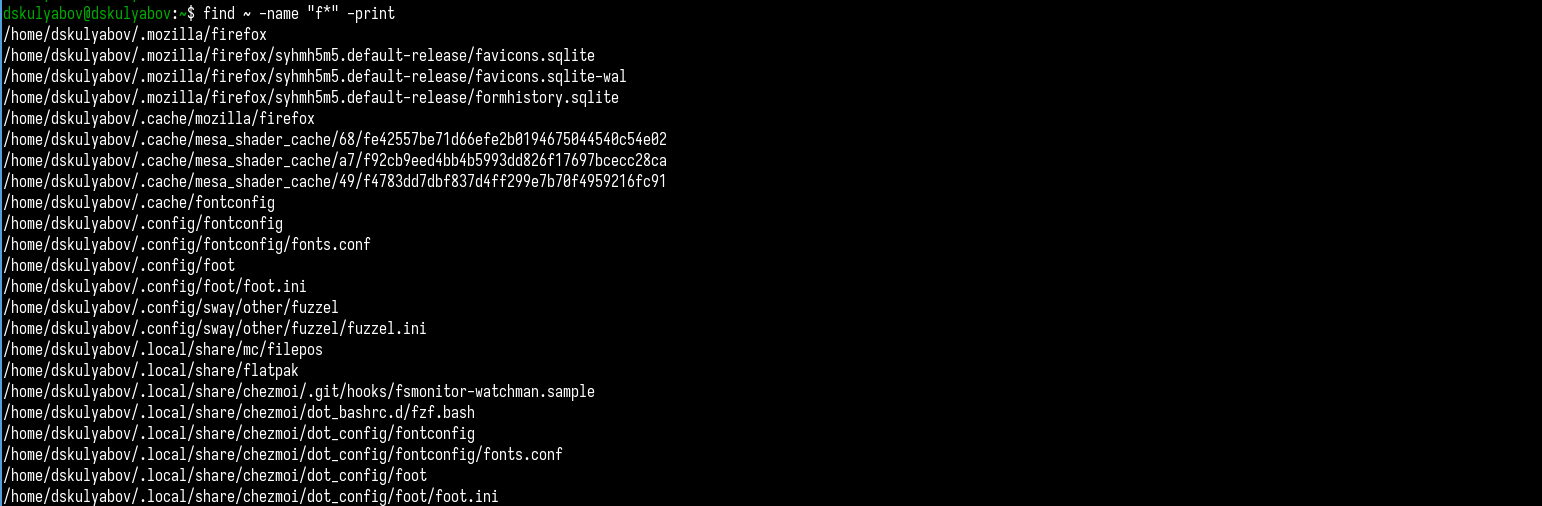 dskulyabov@dskulyabov:~$ find ~ -name "f*" -print
/home/dskulyabov/.mozilla/firefox
/home/dskulyabov/.mozilla/firefox/syhmh5m5.default-release/favicons.sqlite
/home/dskulyabov/.mozilla/firefox/syhmh5m5.default-release/favicons.sqlite-wal
/home/dskulyabov/.mozilla/firefox/syhmh5m5.default-release/formhistory.sqlite
/home/dskulyabov/.cache/mozilla/firefox
/home/dskulyabov/.cache/mesa_shader_cache/68/fe42557be71d66efe2b0194675044540c54e02
/home/dskulyabov/.cache/mesa_shader_cache/a7/f92cb9eed4bb4b5993dd826f17697bcecc28ca
/home/dskulyabov/.cache/mesa_shader_cache/49/f4783dd7dbf837d4ff299e7b70f4959216fc91
/home/dskulyabov/.cache/fontconfig
/home/dskulyabov/.config/fontconfig
/home/dskulyabov/.config/fontconfig/fonts.conf
/home/dskulyabov/.config/foot
/home/dskulyabov/.config/foot/foot.ini
/home/dskulyabov/.config/sway/other/fuzzel
/home/dskulyabov/.config/sway/other/fuzzel/fuzzel.ini
/home/dskulyabov/.local/share/mc/filepos
/home/dskulyabov/.local/share/flatpak
/home/dskulyabov/.local/share/chezmoi/.git/hooks/fsmonitor-watchman.sample
/home/dskulyabov/.local/share/chezmoi/dot_bashrc.d/fzf.bash
/home/dskulyabov/.local/share/chezmoi/dot_config/fontconfig
/home/dskulyabov/.local/share/chezmoi/dot_config/fontconfig/fonts.conf
/home/dskulyabov/.local/share/chezmoi/dot_config/foot
/home/dskulyabov/.local/share/chezmoi/dot_config/foot/foot.ini